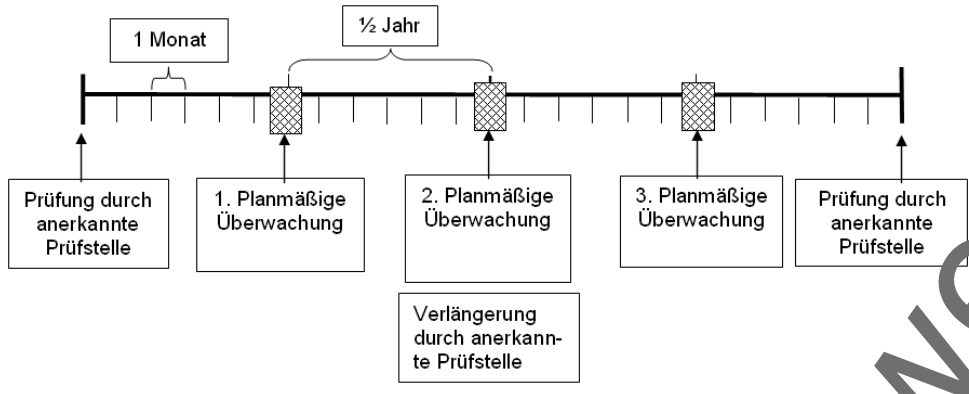 1 Monat
½ Jahr
Prüfung durch
anerkannte
Prüfstelle
1. Planmäßige
Überwachung
2. Planmäßige
Überwachung
3. Planmäßige
Überwachung
Prüfung durch
anerkannte
Prüfstelle
Verlängerung
durch anerkann-
te Prüfstelle